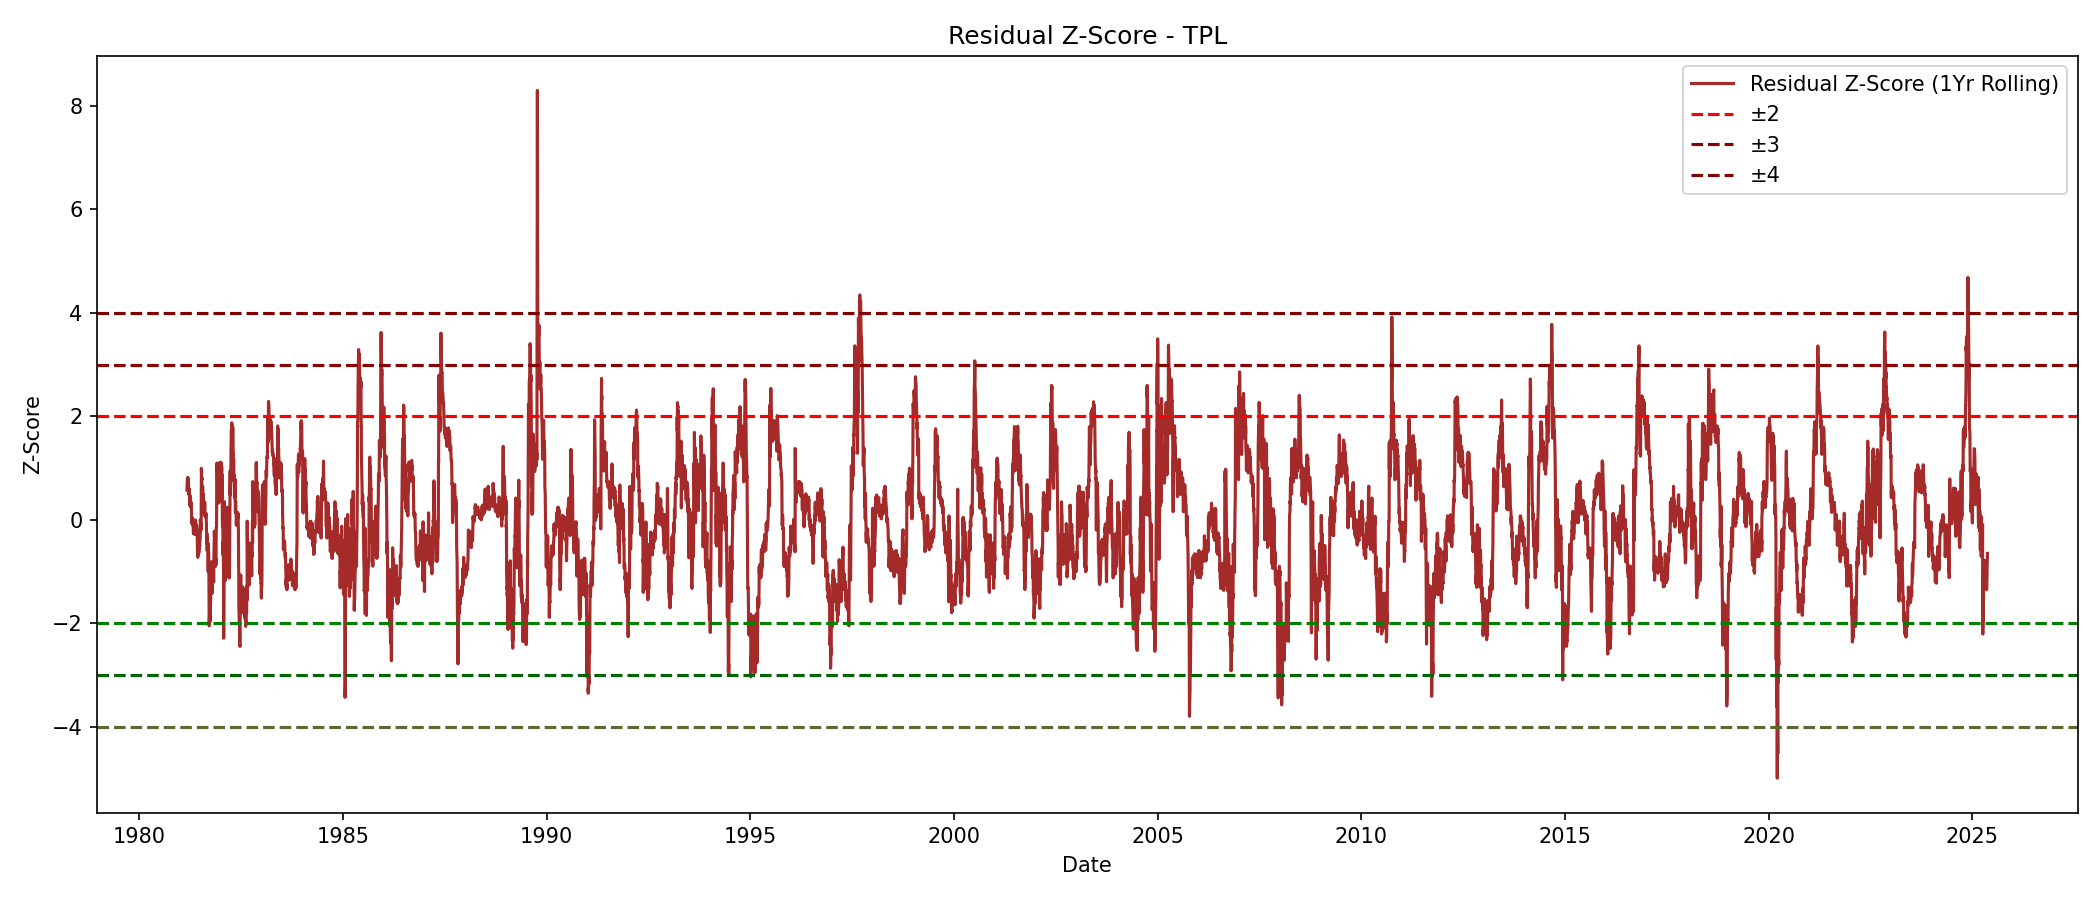 Residual Z-Score - TPL
Residual Z-Score (1Yr Rolling)
±2
±3
±4
Z-Score
8
6
4
2
0
−2
−4
1980 1985 1990 1995 2000 2005 2010 2015 2020 2025
Date